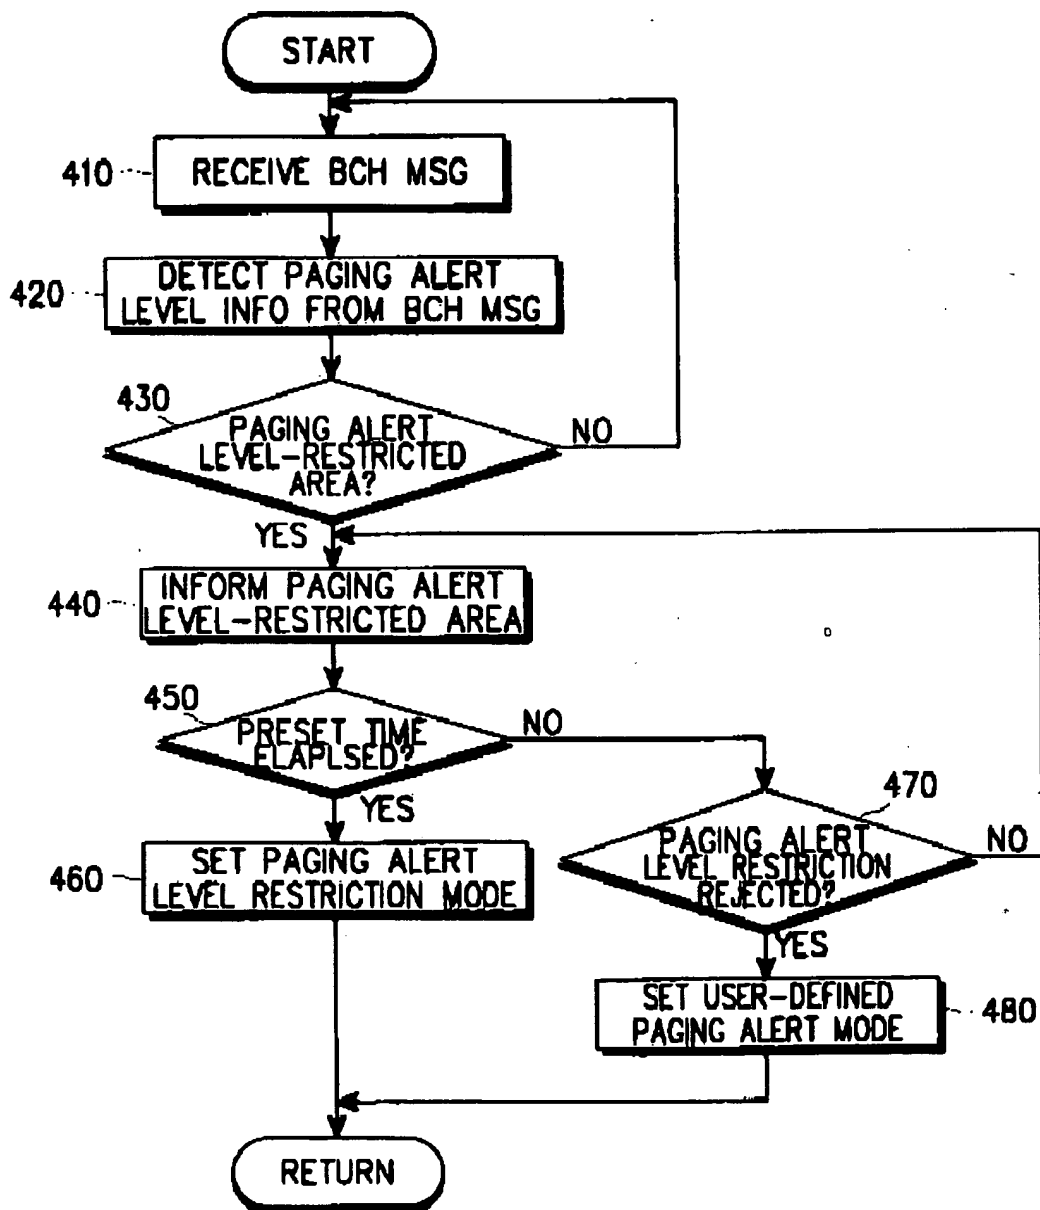 START
410
RECEIVE BCH MSG
420
DETECT PAGING ALERT
LEVEL INFO FROM BCH MSG
430
PAGING ALERT
LEVEL-RESTRICTED
AREA?
NO
YES
440
INFORM PAGING ALERT
LEVEL-RESTRICTED AREA
450
PRESET TIME
ELAPLSED?
NO
YES
470
PAGING ALERT
LEVEL RESTRICTION
REJECTED?
NO
YES
460
SET PAGING ALERT
LEVEL RESTRICTION MODE
SET USER-DEFINED
PAGING ALERT MODE
480
RETURN